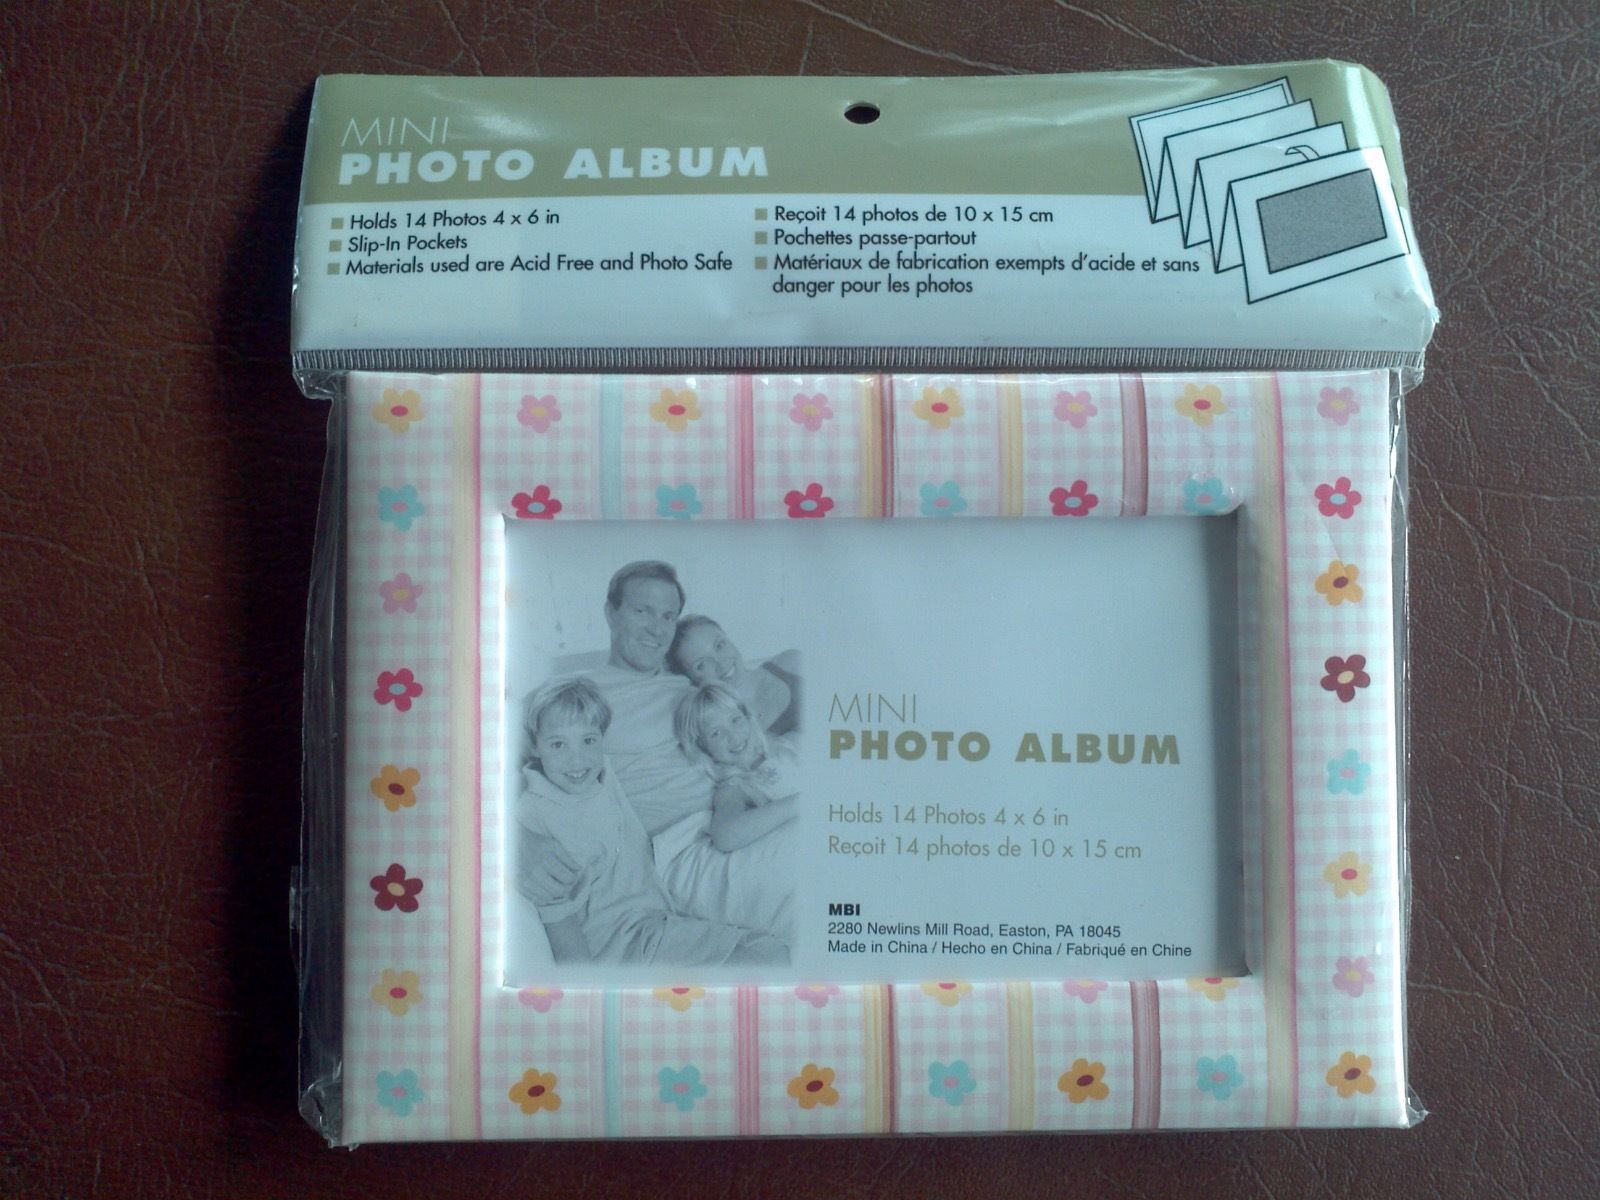 MINI
PHOTO ALBUM
Holds 14 Photos 4 x 6 in
Slip-In Pockets
Materials used are Acid Free and Photo Safe
Reçoit 14 photos de 10 x 15 cm
Pochettes passe-partout
Matériaux de fabrication exempts d'acide et sans
danger pour les photos
MINI
PHOTO ALBUM
Holds 14 Photos 4 x 6 in
Reçoit 14 photos de 10 x 15 cm
MBI
2280 Newlins Mill Road, Easton, PA 18045
Made in China / Hecho en China / Fabriqué en Chine